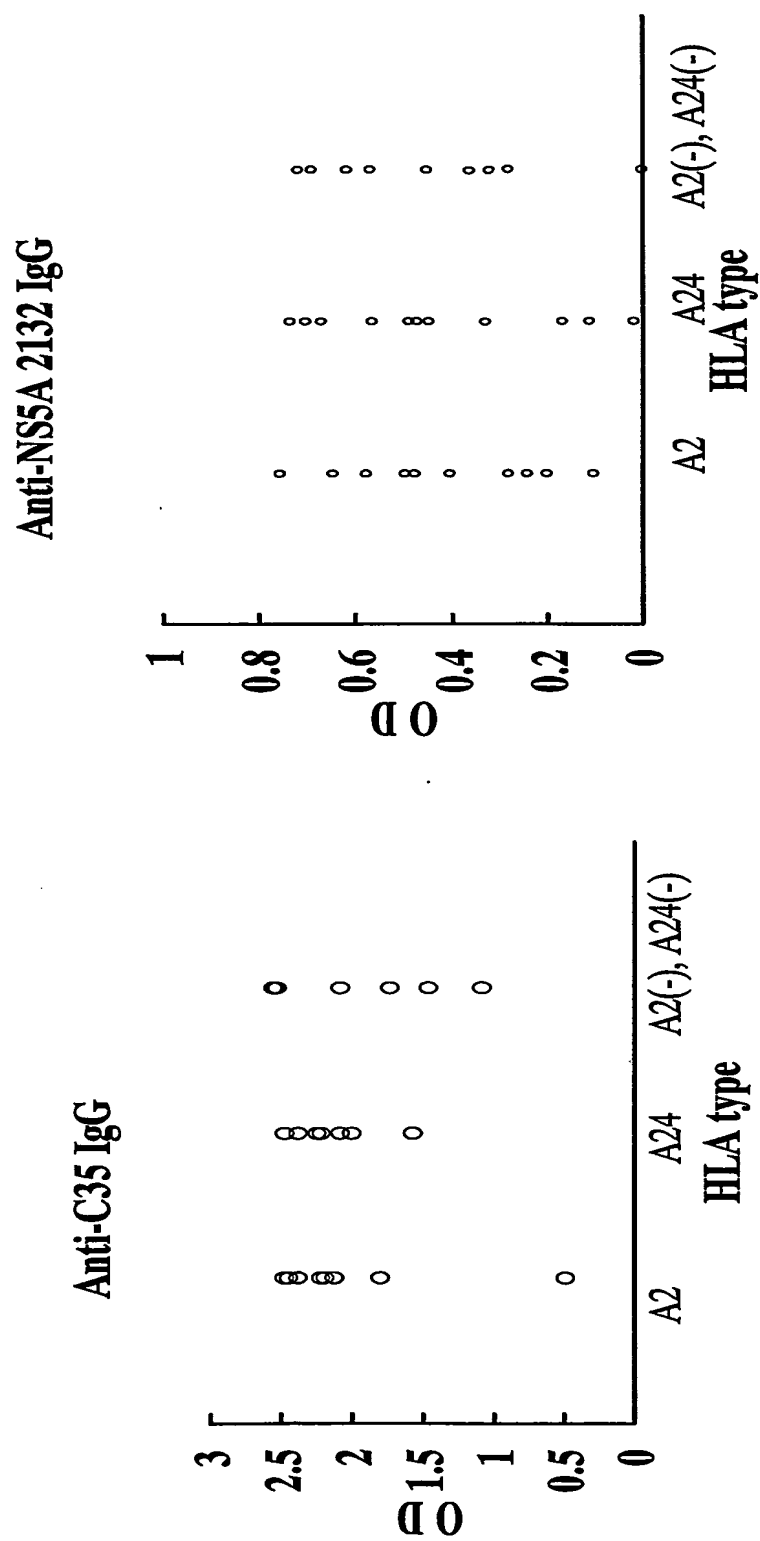 Anti-C35 IgG
O D
3
2.5
2
1.5
1
0.5
0
A2 A24 A2(-), A24(-)
HLA type
Anti-NS5A 2132 IgG
O D
1
0.8
0.6
0.4
0.2
0
A2 A24 A2(-), A24(-)
HLA type